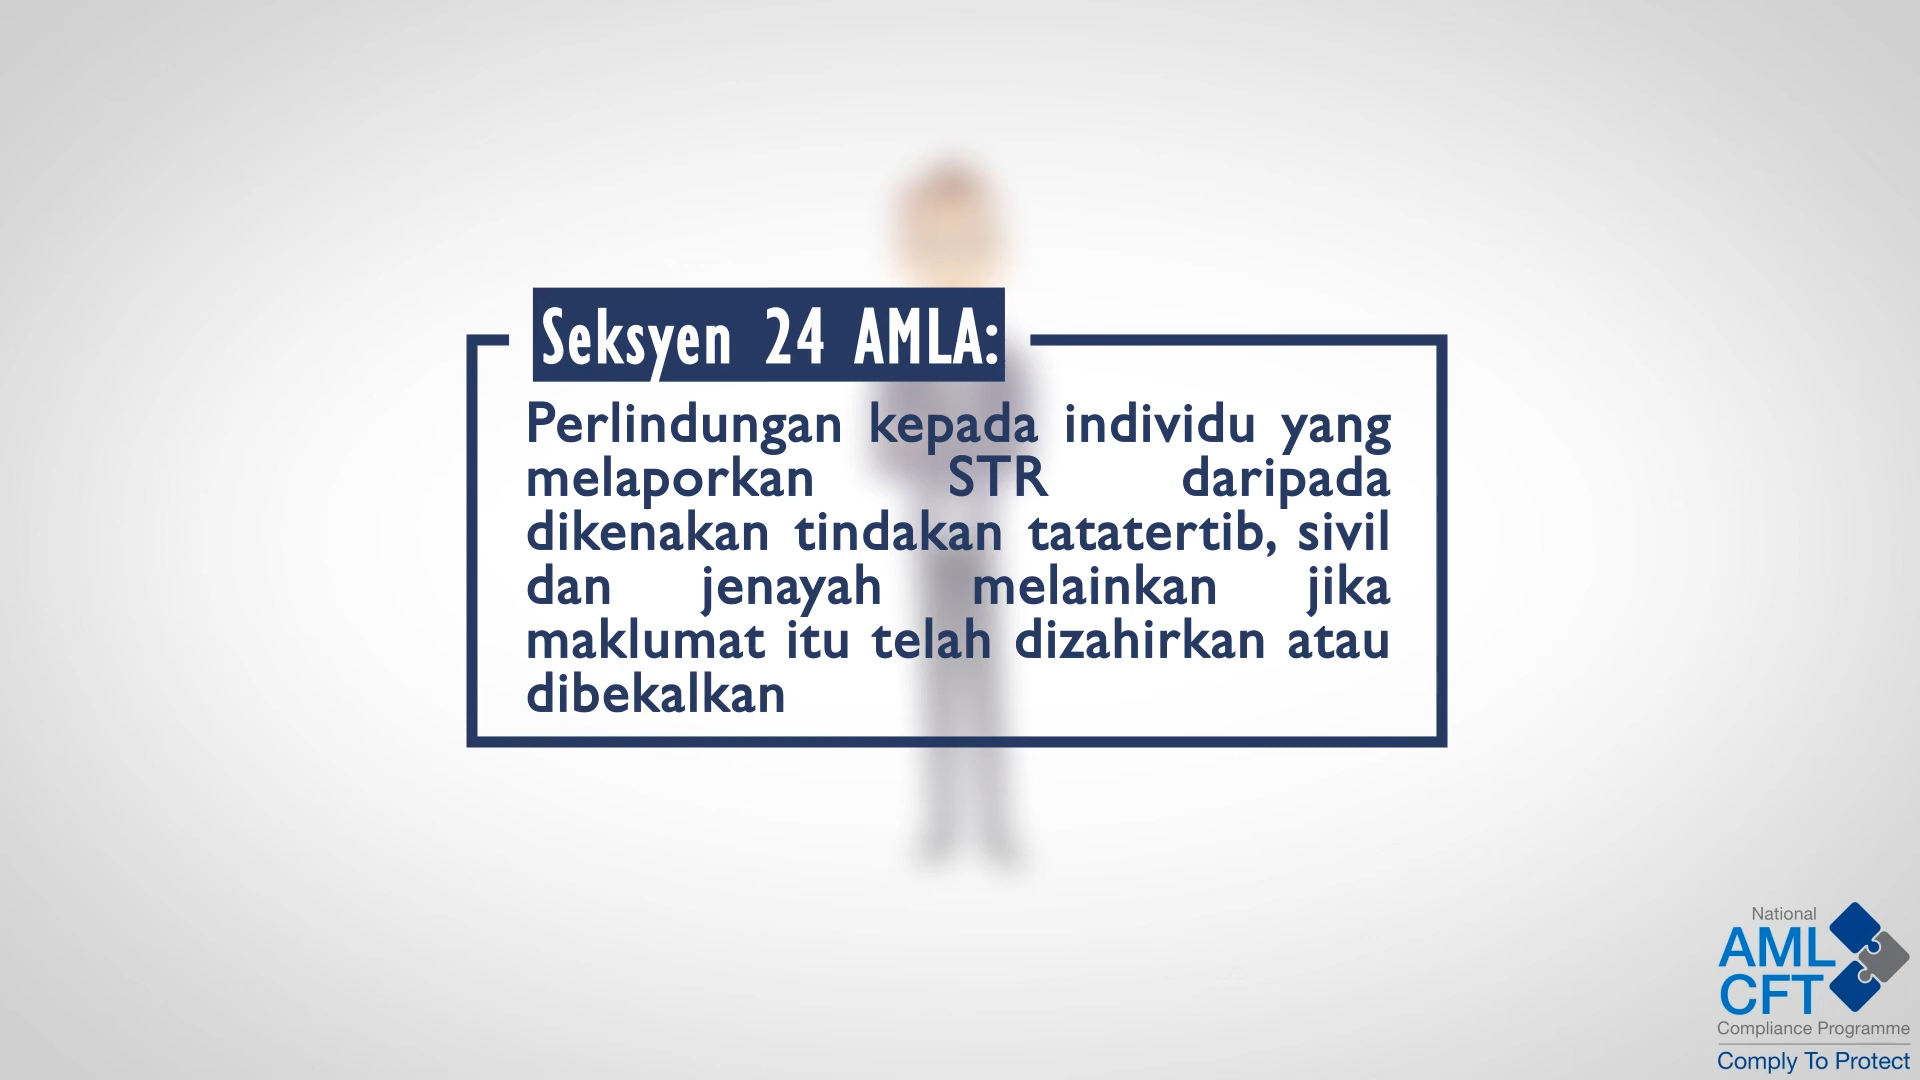 Seksyen 24 AMLA:
Perlindungan kepada individu yang
melaporkan STR daripada
dikenakan tindakan tatatertib, sivil
dan jenayah melainkan jika
maklumat itu telah dizahirkan atau
dibekalkan
National
AML
CFT
Compliance Programme
Comply To Protect